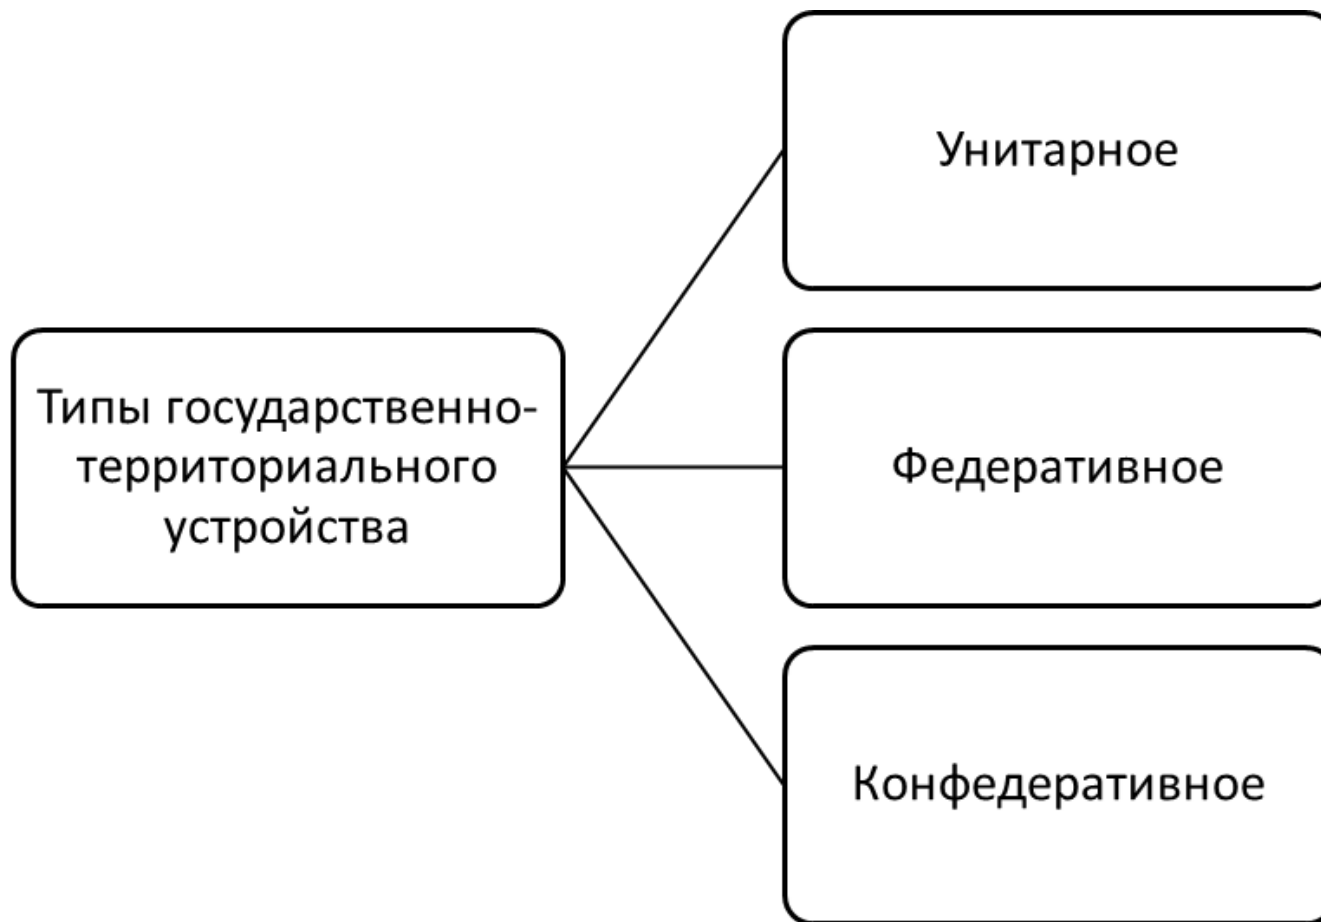 Унитарное
Типы государственно-
территориального
устройства
Федеративное
Конфедеративное